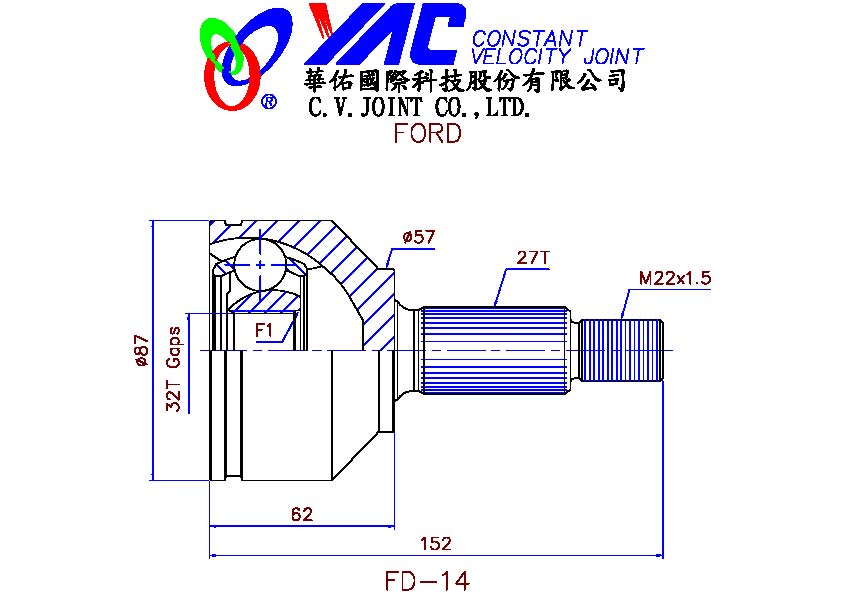 YAC CONSTANT
VELOCITY JOINT
®
華佑國際科技股份有限公司
C.V.JOINT CO.,LTD.
FORD
ø57
27T
M22x1.5
F1
ø87
32T Gaps
62
152
FD-14